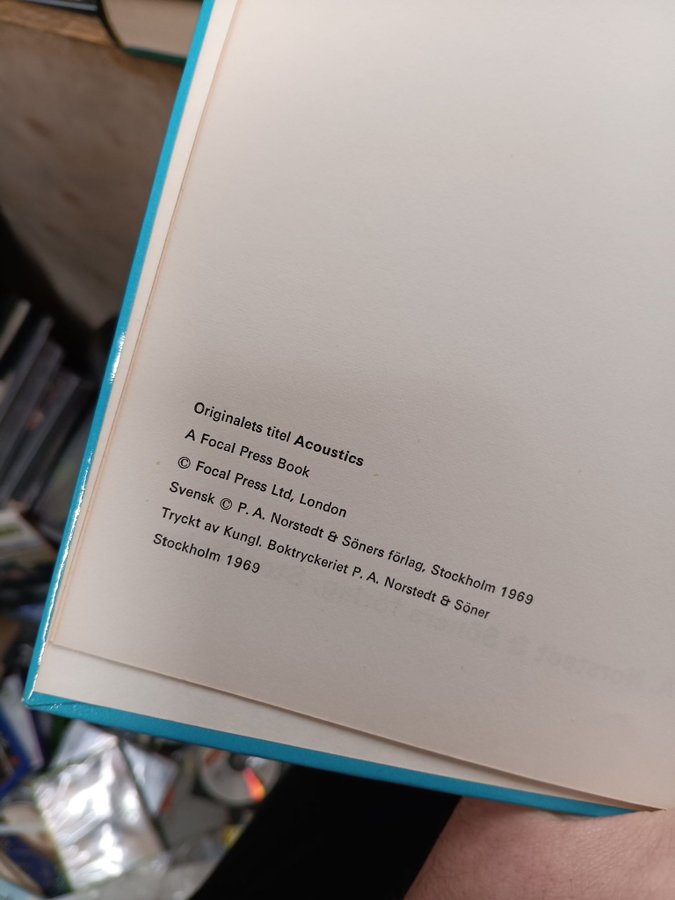 Originalets titel Acoustics
A Focal Press Book
© Focal Press Ltd, London
Svensk © P. A. Norstedt & Söners förlag, Stockholm 1969
Tryckt av Kungl. Boktryckeriet P. A. Norstedt & Söner
Stockholm 1969